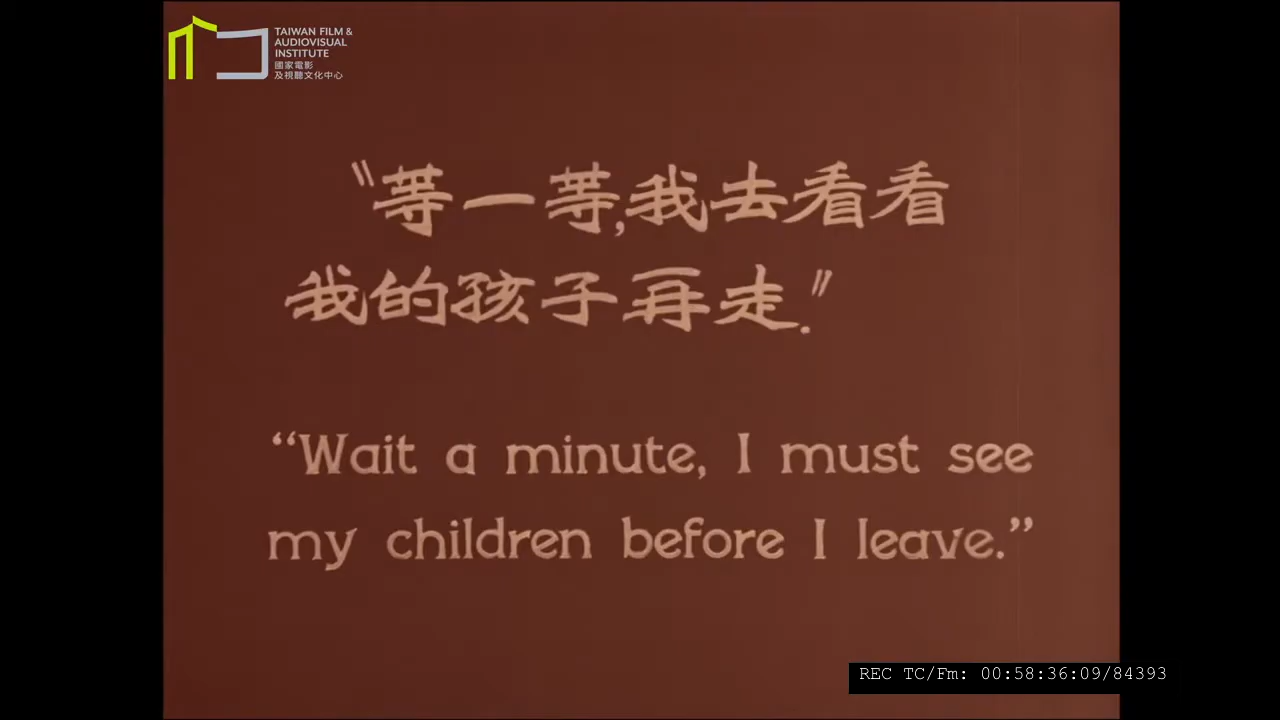 TAIWAN FILM &
AUDIOVISUAL
INSTITUTE
國家電影
及視聽文化中心
〝等一等,我去看看
我的孩子再走.〞
“Wait a minute, I must see
my children before I leave.”
REC TC/Fm: 00:58:36:09/84393